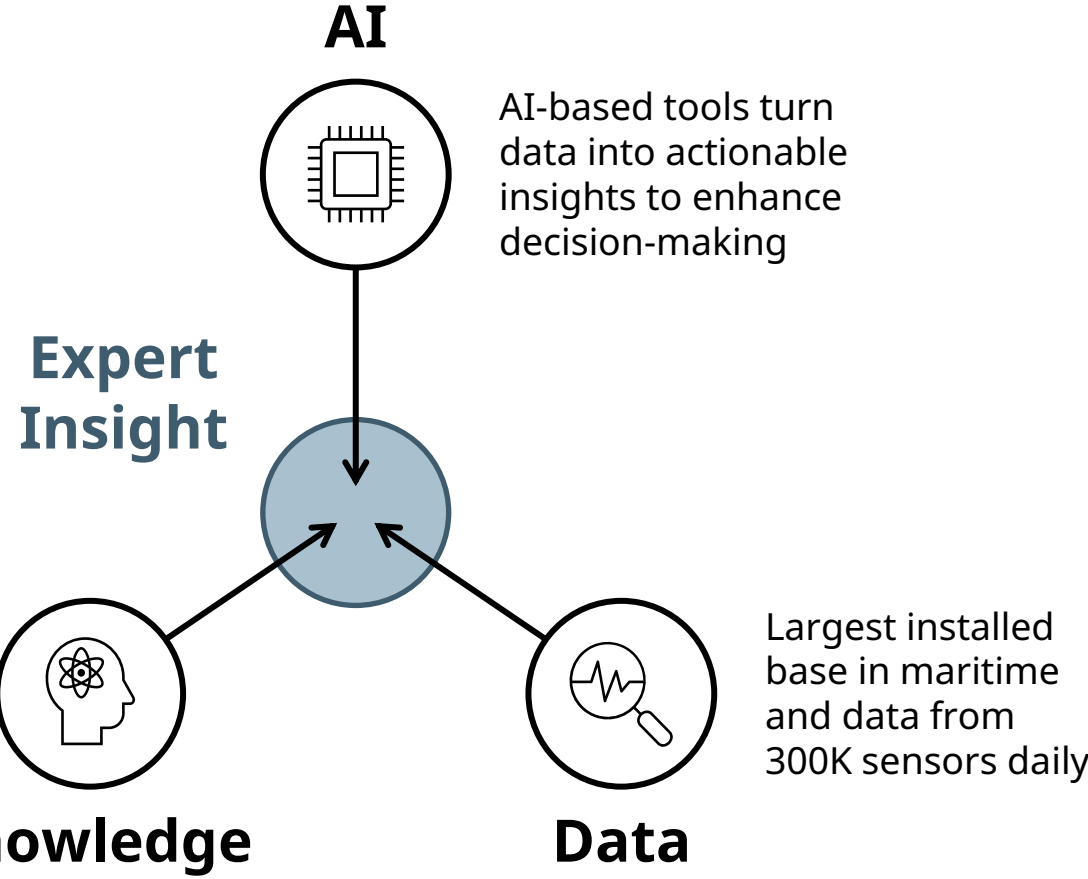 AI
AI-based tools turn
data into actionable
insights to enhance
decision-making
Expert
Insight
Largest installed
base in maritime
and data from
300K sensors daily
owledge
Data